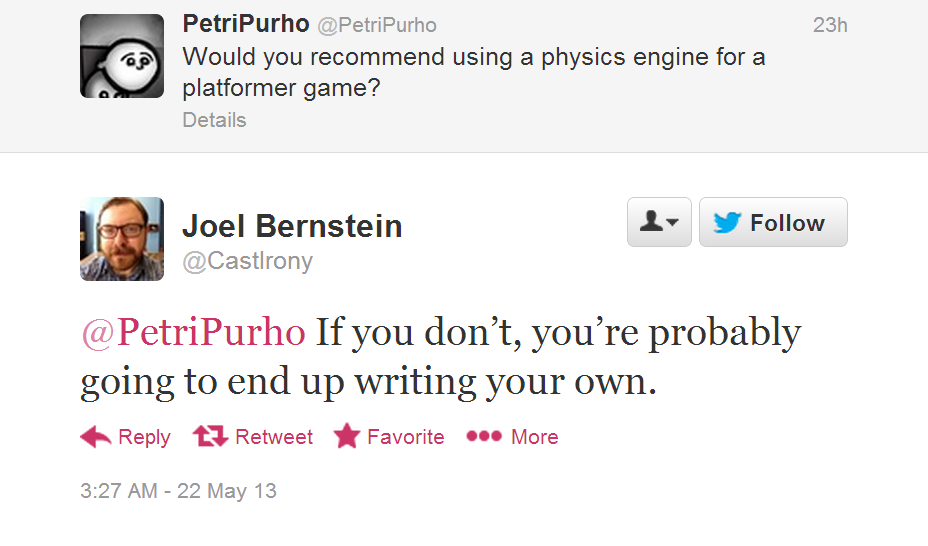 PetriPurho @PetriPurho 23h
Would you recommend using a physics engine for a
platformer game?
Details
Joel Bernstein
Follow
@CastIrony
@PetriPurho If you don’t, you’re probably
going to end up writing your own.
Reply Retweet Favorite More
3:27 AM - 22 May 13